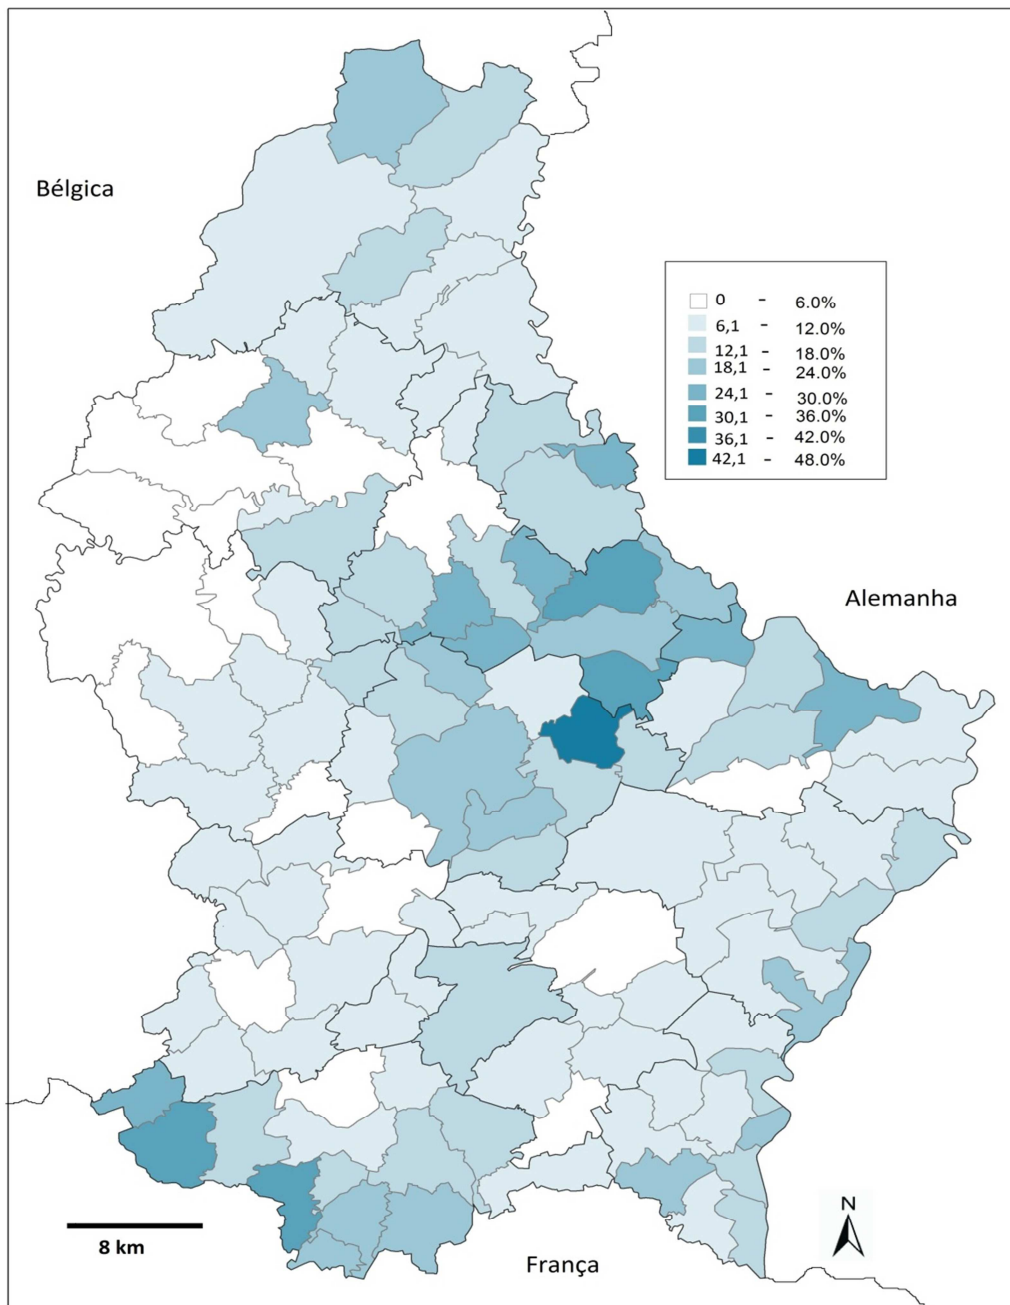 Bélgica
0 - 6.0%
6,1 - 12.0%
12,1 - 18.0%
18,1 - 24.0%
24,1 - 30.0%
30,1 - 36.0%
36,1 - 42.0%
42,1 - 48.0%
Alemanha
N
8 km
França